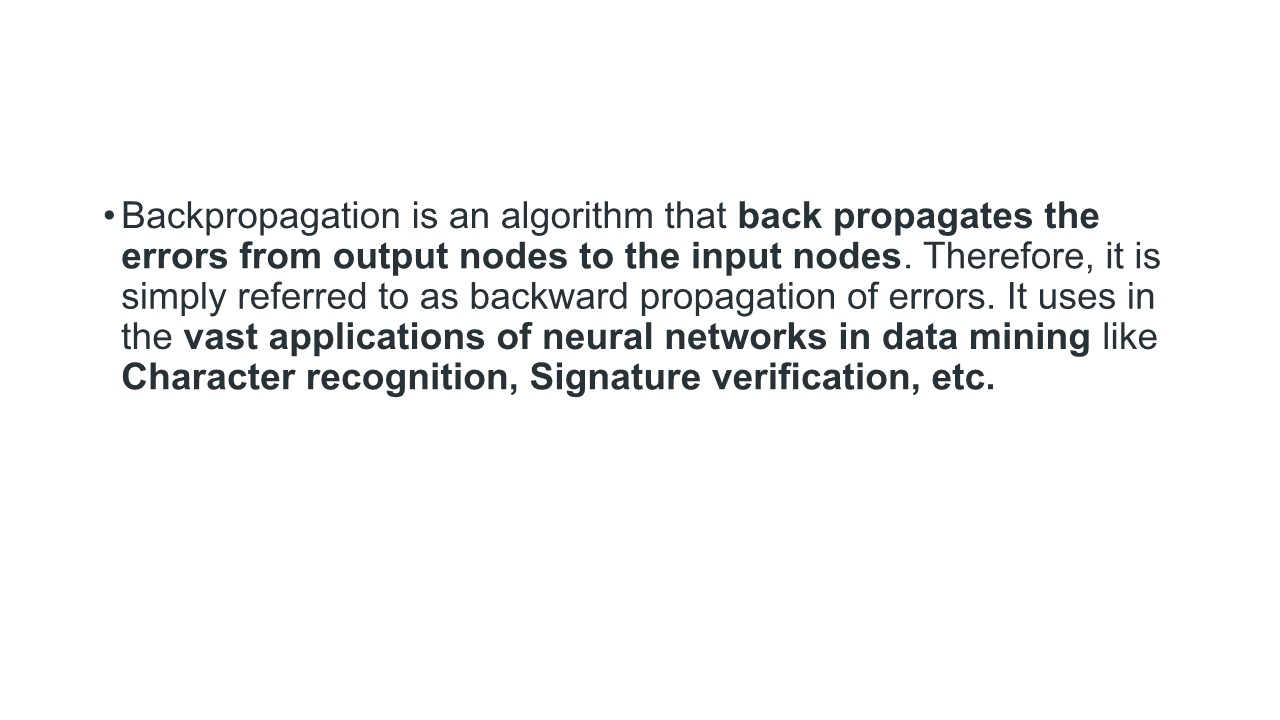 • Backpropagation is an algorithm that back propagates the
errors from output nodes to the input nodes. Therefore, it is
simply referred to as backward propagation of errors. It uses in
the vast applications of neural networks in data mining like
Character recognition, Signature verification, etc.